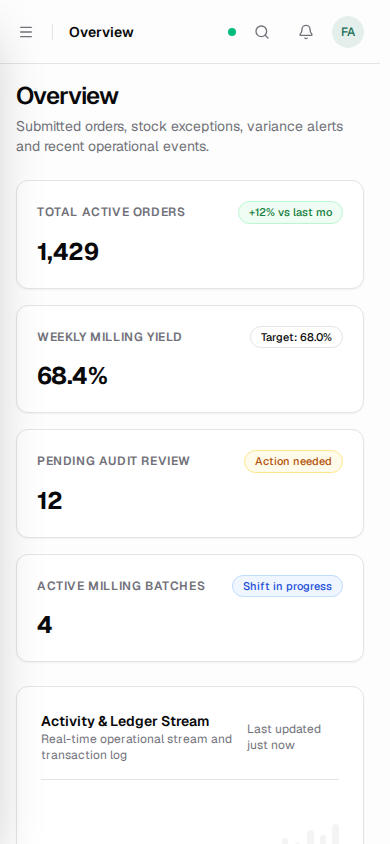 Overview
FA
Overview
Submitted orders, stock exceptions, variance alerts
and recent operational events.
TOTAL ACTIVE ORDERS
+12% vs last mo
1,429
WEEKLY MILLING YIELD
Target: 68.0%
68.4%
PENDING AUDIT REVIEW
Action needed
12
ACTIVE MILLING BATCHES
Shift in progress
4
Activity & Ledger Stream
Real-time operational stream and
transaction log
Last updated
just now